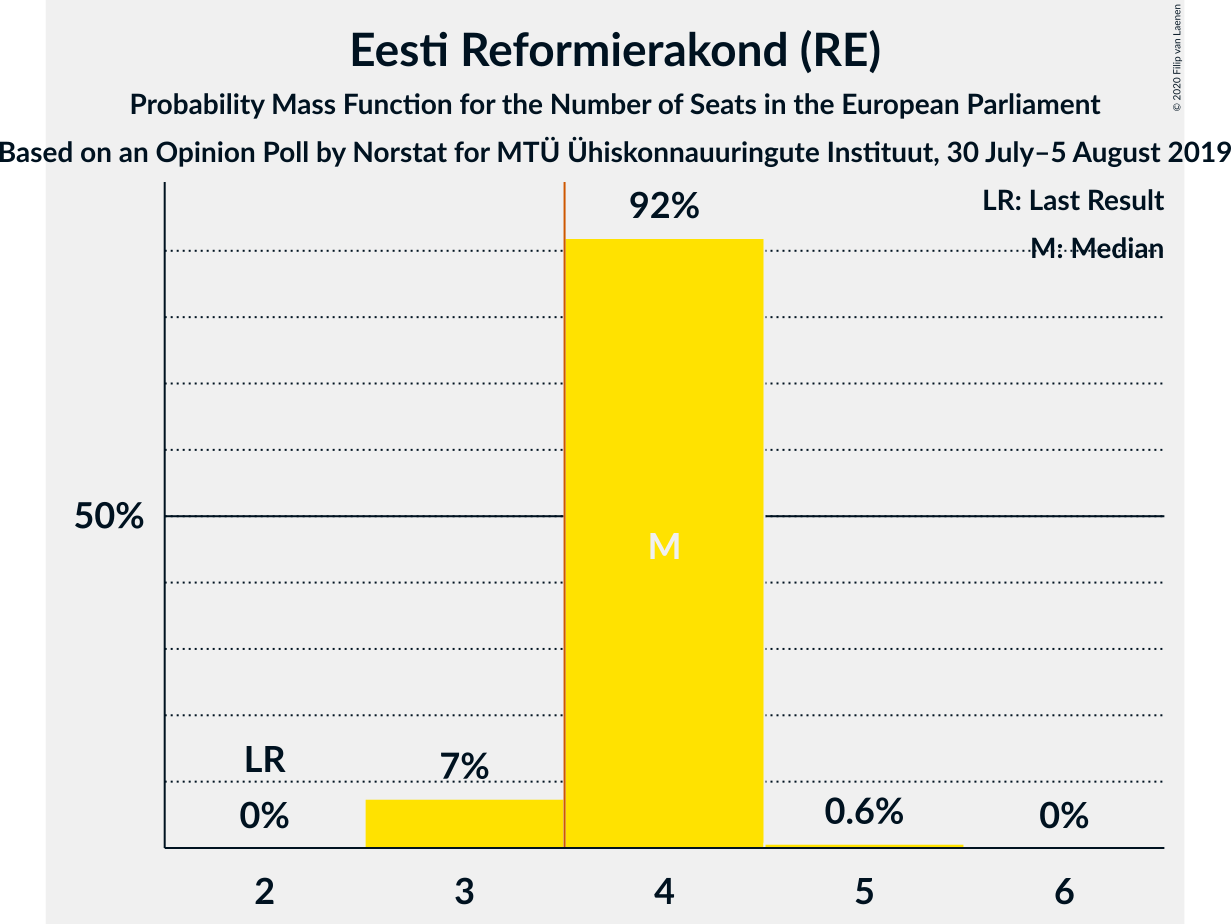 Eesti Reformierakond (RE)
Probability Mass Function for the Number of Seats in the European Parliament
Based on an Opinion Poll by Norstat for MTÜ Ühiskonnauuringute Instituut, 30 July–5 August 2019
© 2020 Filip van Laenen
LR: Last Result
M: Median
92%
50%
M
LR
7%
0%
0.6%
0%
2 3 4 5 6